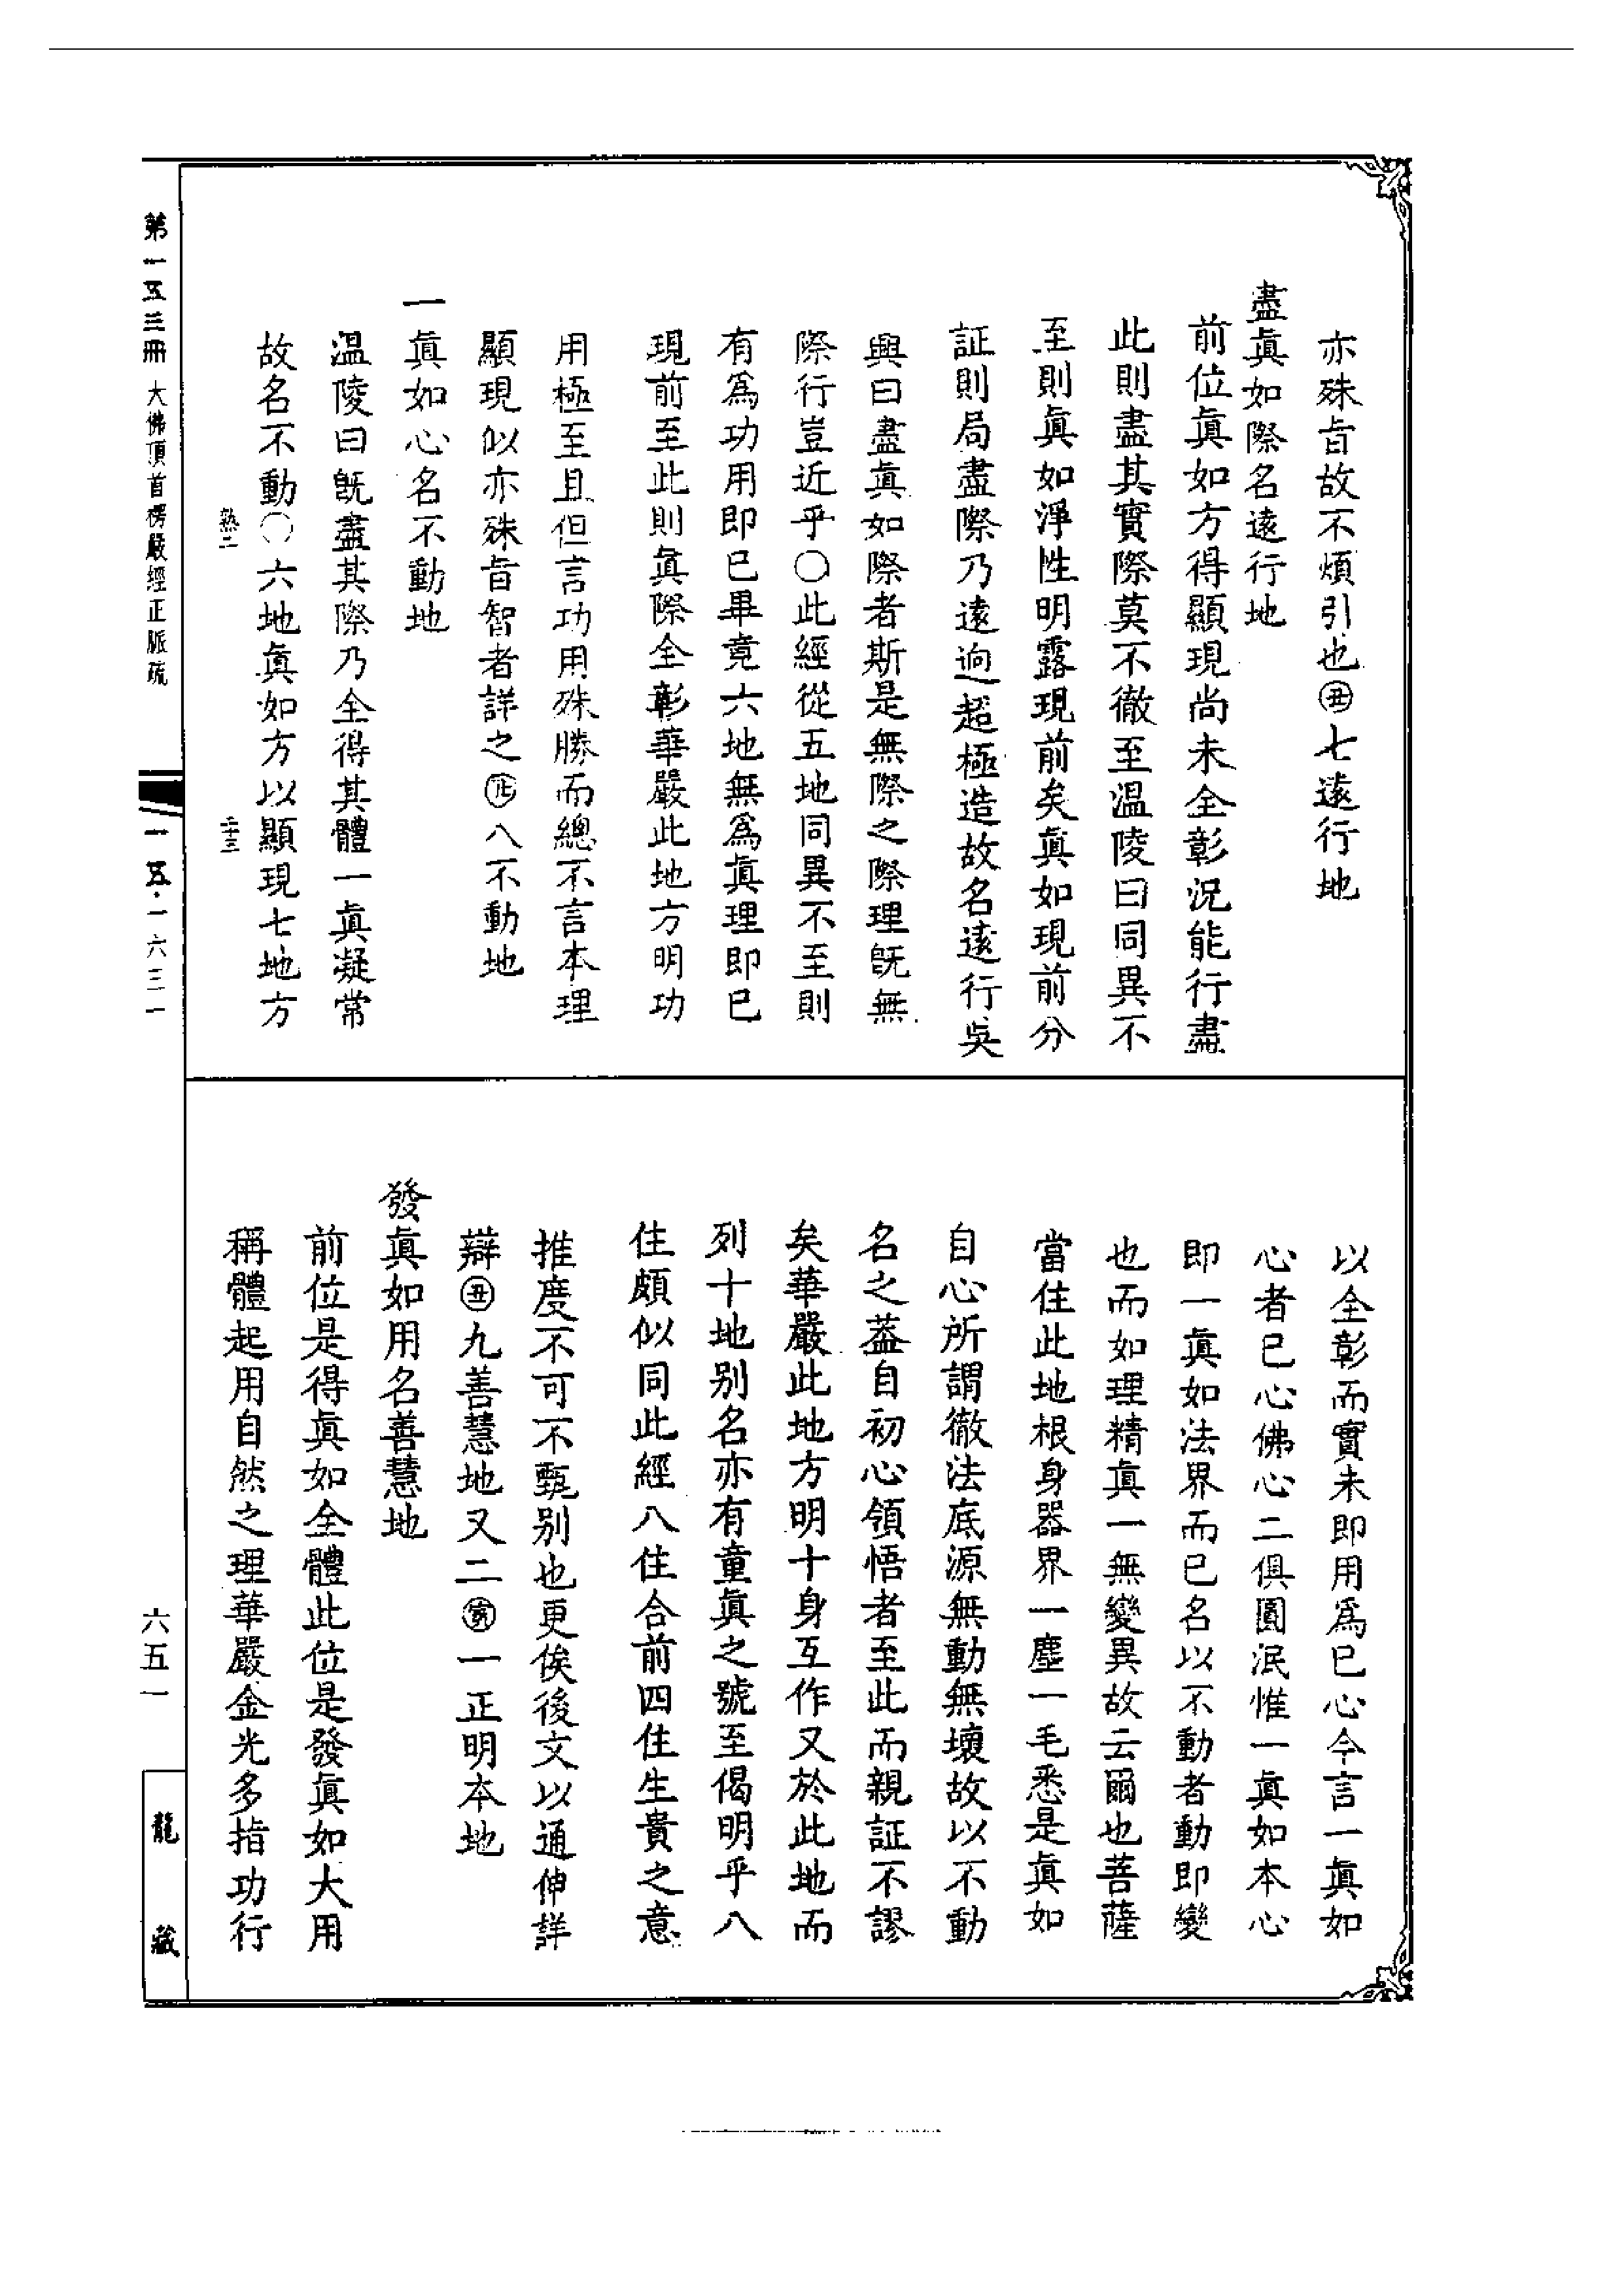 亦殊旨故不煩引也㊄七遠行地
盡眞如際名遠行地
前位眞如方得顯現尚未全彰況能行盡
此則盡其實際莫不徹至溫陵曰同異不
至則眞如淨性明露現前矣眞如現前分
証則局盡際乃遠逈超極造故名遠行吳
興曰盡眞如際者斯是無際之際理旣無
際行豈近乎〇此經從五地同異不至則
有爲功用即已畢竟六地無爲眞理即已
現前至此則眞際全彰華嚴此地方明功
用極至且但言功用殊勝而總不言本理
顯現似亦殊旨智者詳之八不動地
一眞如心名不動地
溫陵曰旣盡其際乃全得其體一眞凝常
故名不動〇六地眞如方以顯現七地方
以全彰而實未即用爲已心今言一眞如
心者已心佛心二俱圓泯惟一眞如本心
即一眞如法界而已名以不動者動即變
也而如理精眞一無變異故云爾也菩薩
當住此地根身器界一塵一毛悉是眞如
自心所謂徹法底源無動無壞故以不動
名之葢自初心領悟者至此而親証不謬
矣華嚴此地方明十身互作又於此地而
列十地別名亦有童眞之號至偈明乎八
住頗似同此經八住合前四住生貴之意
推度不可不甄別也更俟後文以通伸詳
辯丑九善慧地又二寅一正明本地
發眞如用名善慧地
前位是得眞如全體此位是發眞如大用
稱體起用自然之理華嚴金光多指功行
第一五三冊 大佛頂首楞嚴經正脈疏
一五·一六三一
六五一
龍藏